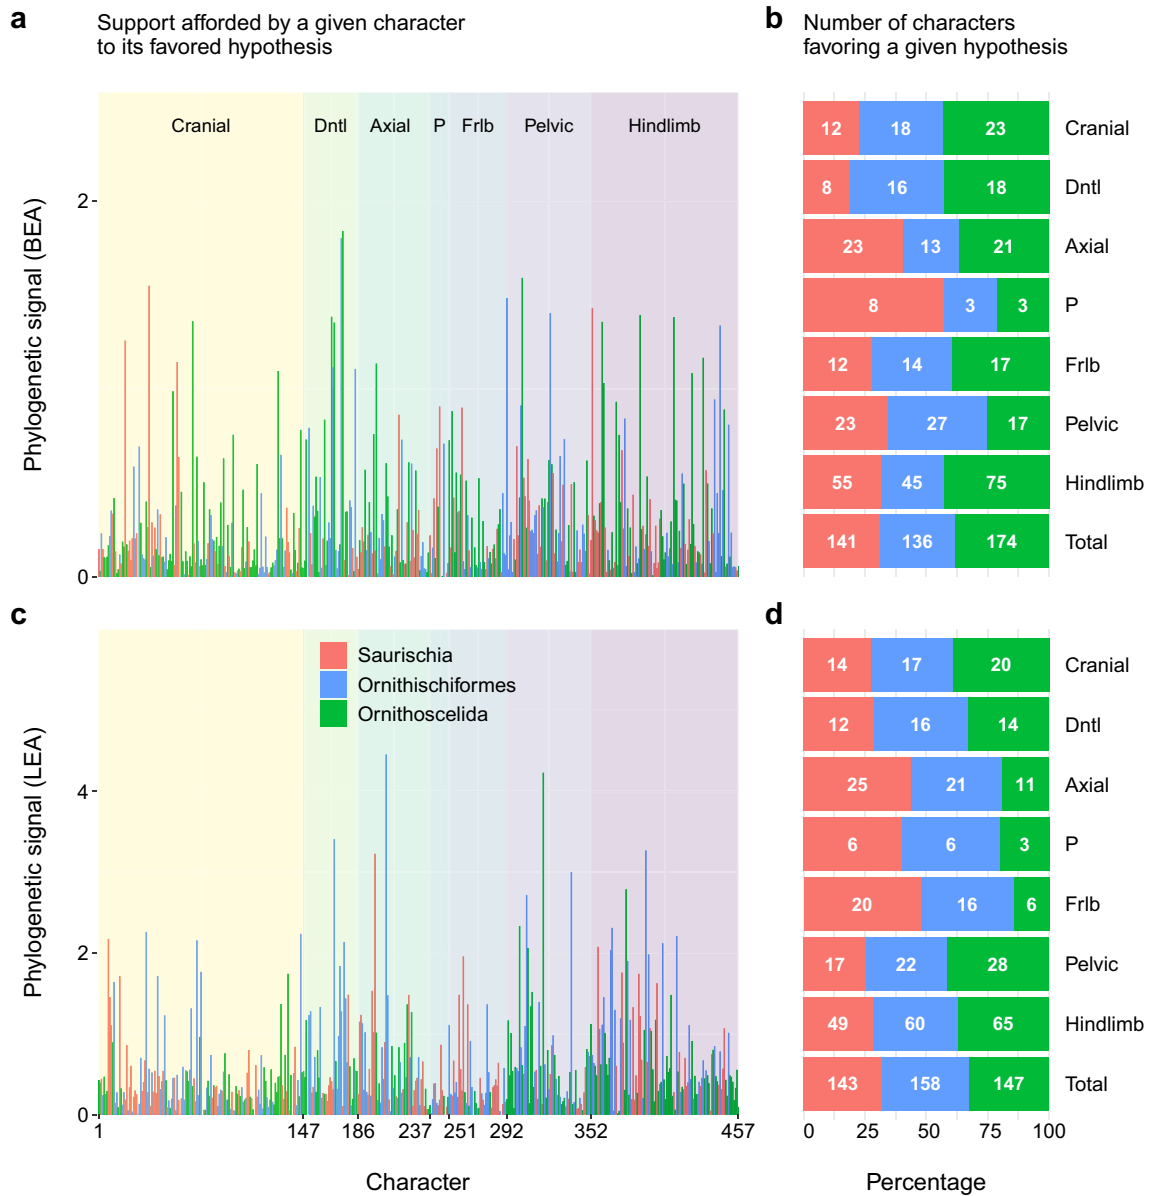 a
Support afforded by a given character
to its favored hypothesis
b
Number of characters
favoring a given hypothesis
Phylogenetic signal (BEA)
2
0
Cranial Dntl Axial P Frlb Pelvic Hindlimb
12 18 23 Cranial
8 16 18 Dntl
23 13 21 Axial
8 3 3 P
12 14 17 Frlb
23 27 17 Pelvic
55 45 75 Hindlimb
141 136 174 Total
c
Phylogenetic signal (LEA)
4
2
0
Saurischia
Ornithischiformes
Ornithoscelida
1 147 186 237 251 292 352 457
Character
d
14 17 20 Cranial
12 16 14 Dntl
25 21 11 Axial
6 6 3 P
20 16 6 Frlb
17 22 28 Pelvic
49 60 65 Hindlimb
143 158 147 Total
0 25 50 75 100
Percentage